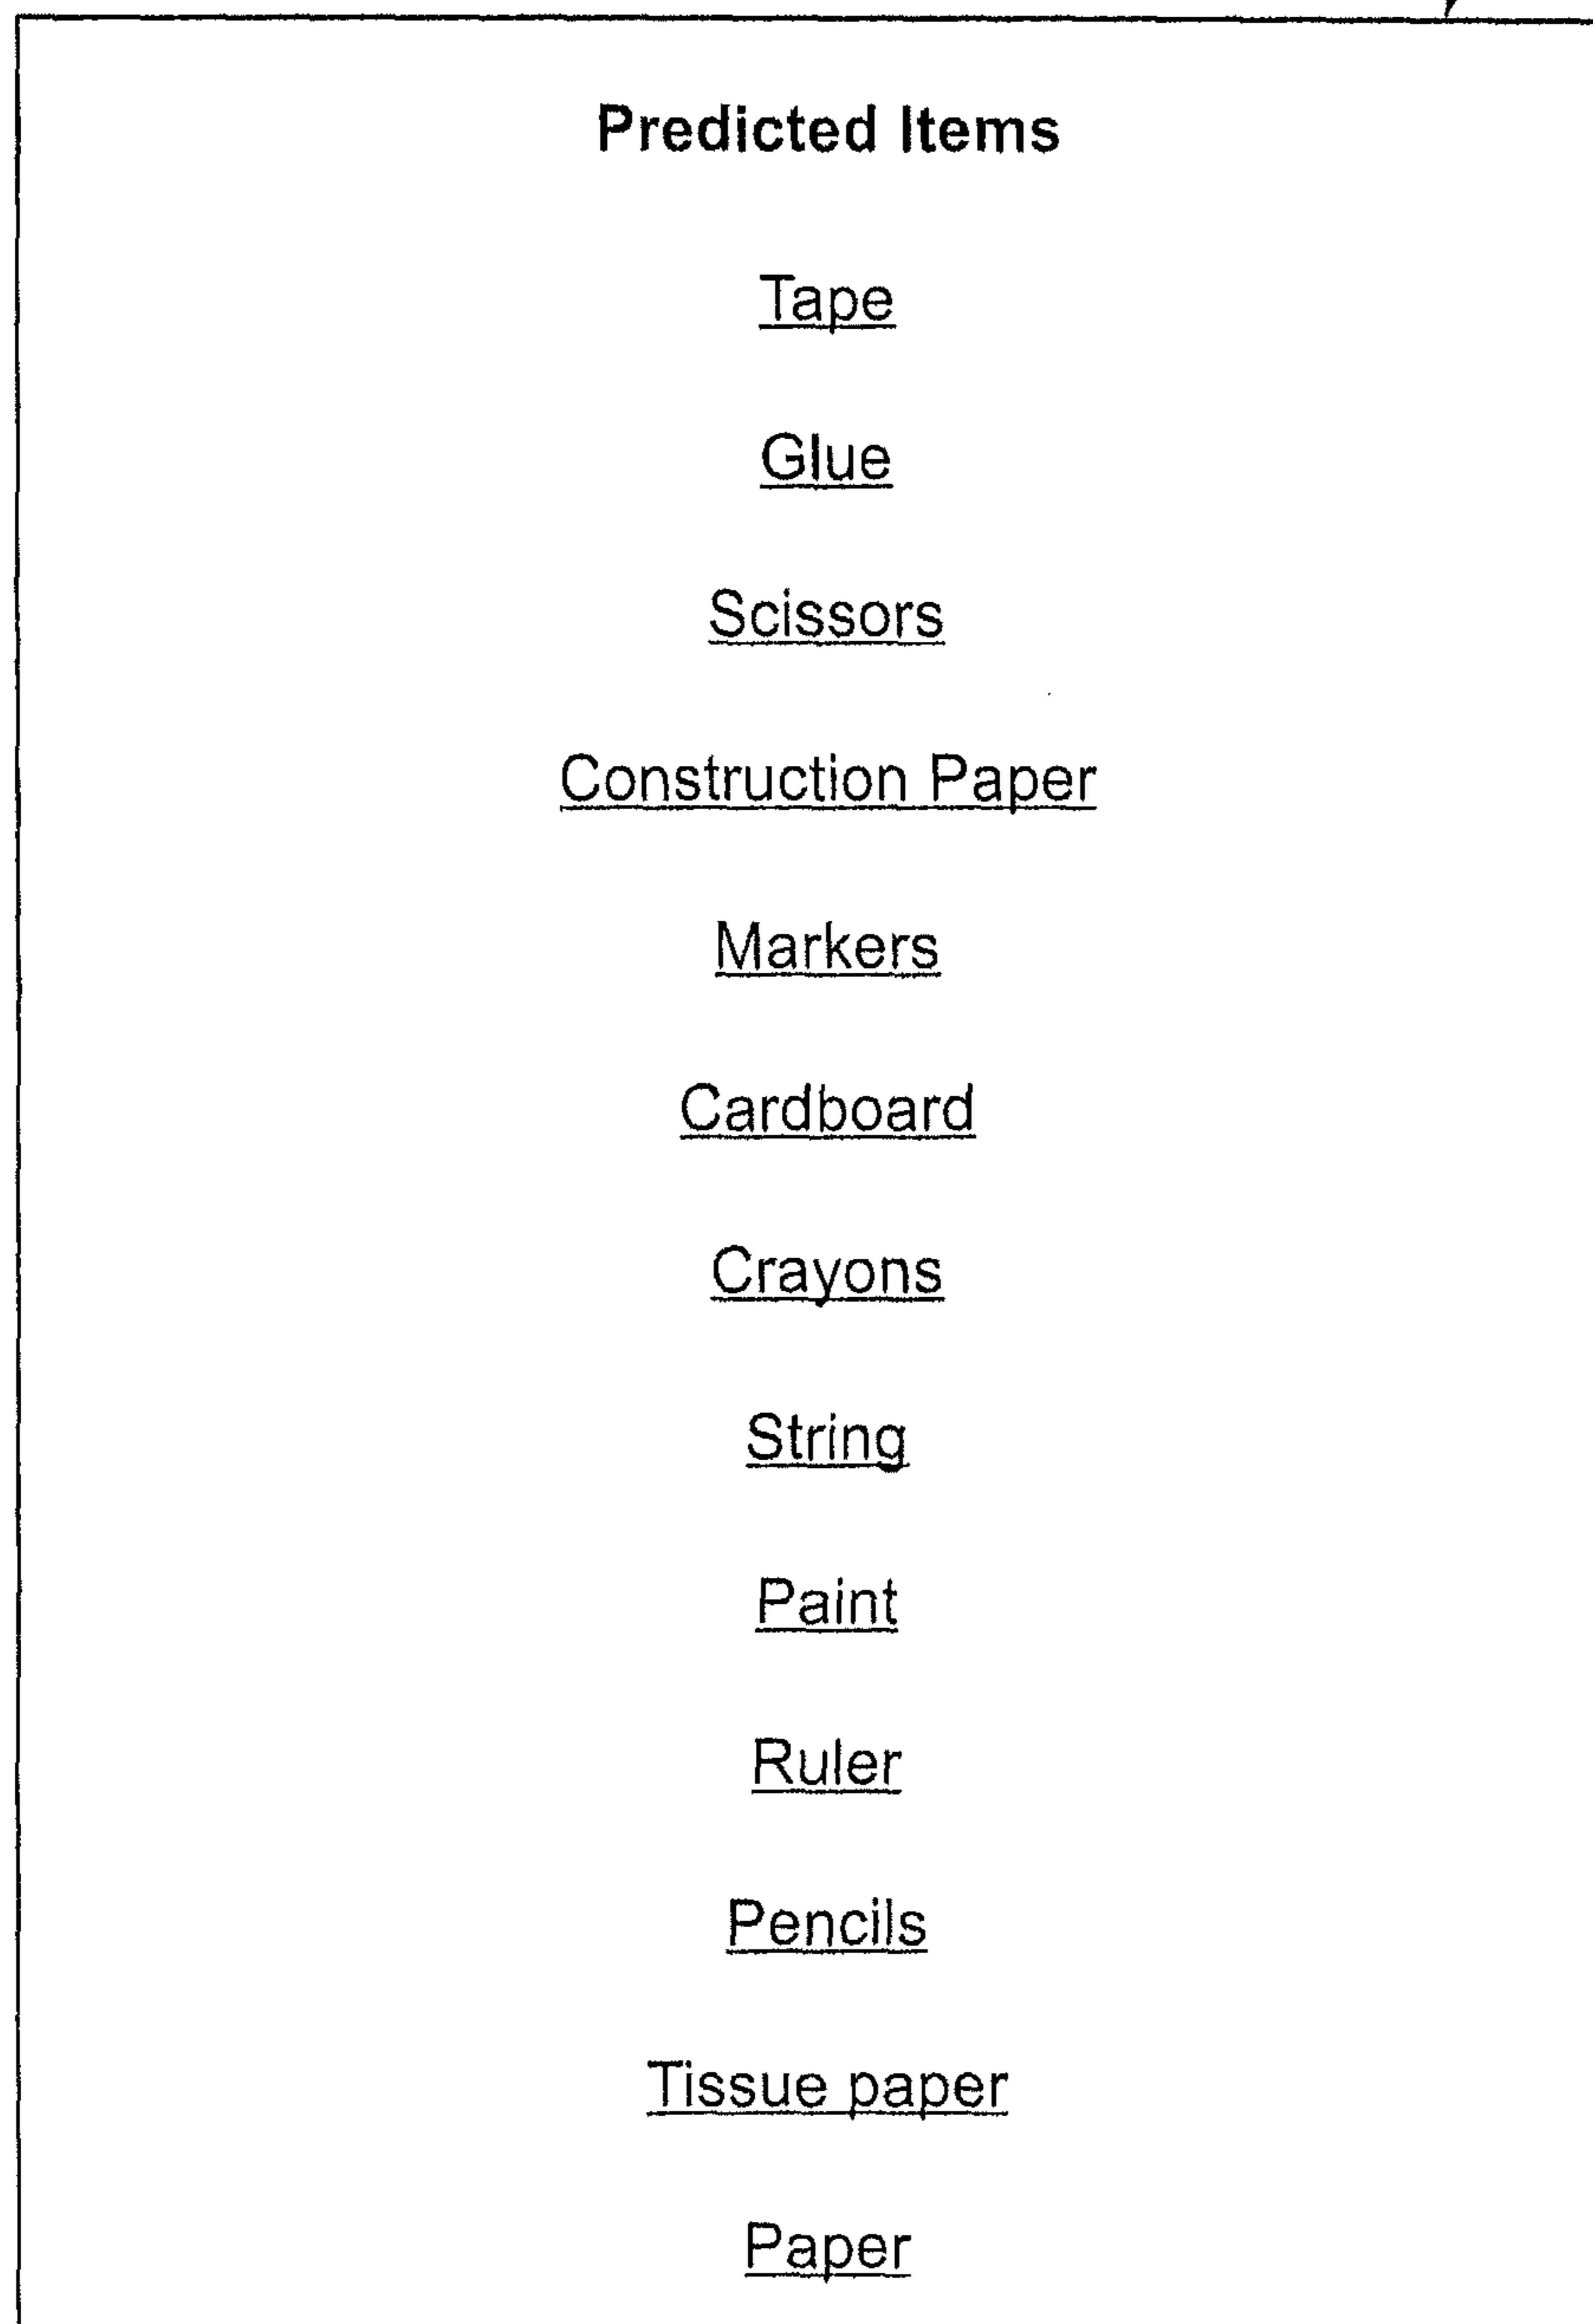 Predicted Items
Tape
Glue
Scissors
Construction Paper
Markers
Cardboard
Crayons
String
Paint
Ruler
Pencils
Tissue paper
Paper